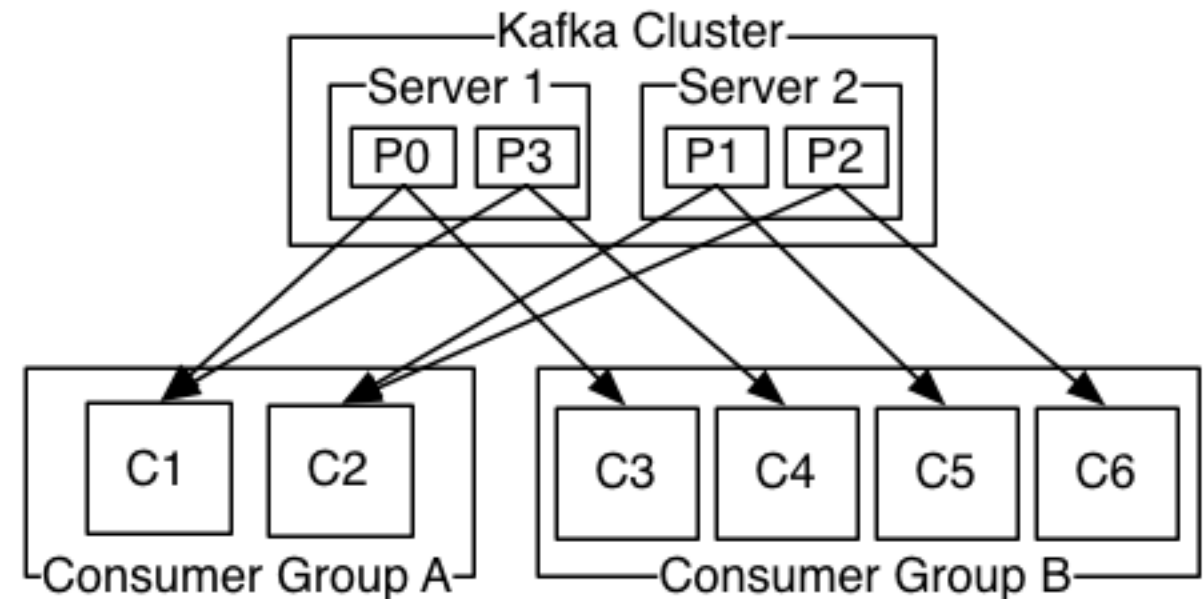 Kafka Cluster
Server 1
Server 2
P0
P3
P1
P2
C1
C2
C3
C4
C5
C6
Consumer Group A
Consumer Group B